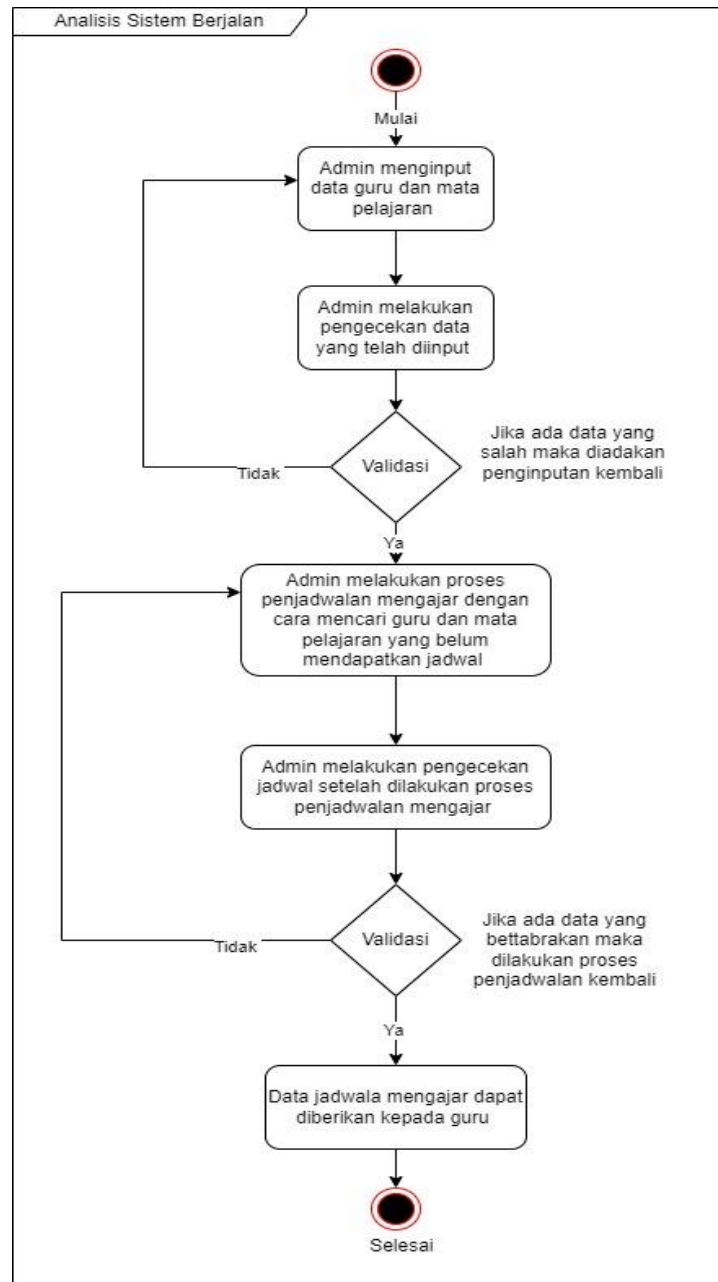 Analisis Sistem Berjalan
Mulai
Admin menginput
data guru dan mata
pelajaran
Admin melakukan
pengecekan data
yang telah diinput
Validasi
Jika ada data yang
salah maka diadakan
penginputan kembali
Tidak
Ya
Admin melakukan proses
penjadwalan mengajar dengan
cara mencari guru dan mata
pelajaran yang belum
mendapatkan jadwal
Admin melakukan pengecekan
jadwal setelah dilakukan proses
penjadwalan mengajar
Validasi
Jika ada data yang
bettabrakan maka
dilakukan proses
penjadwalan kembali
Tidak
Ya
Data jadwala mengajar dapat
diberikan kepada guru
Selesai